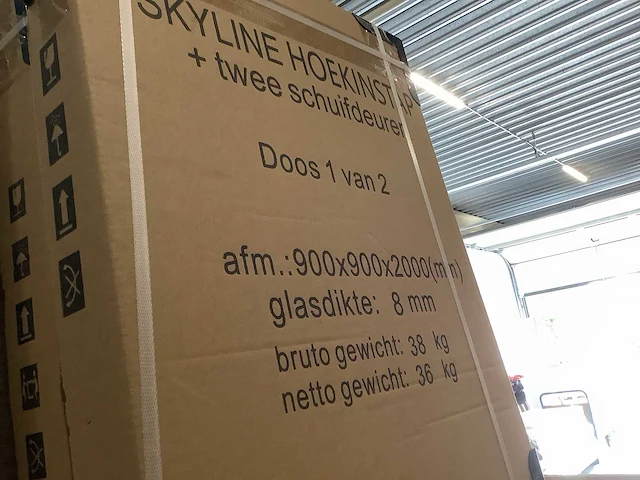 SKYLINE HOEKINSTAP
+ twee schuifdeuren
Doos 1 van 2
afm.:900x900x2000(mm)
glasdikte: 8 mm
bruto gewicht: 38 kg
netto gewicht: 36 kg